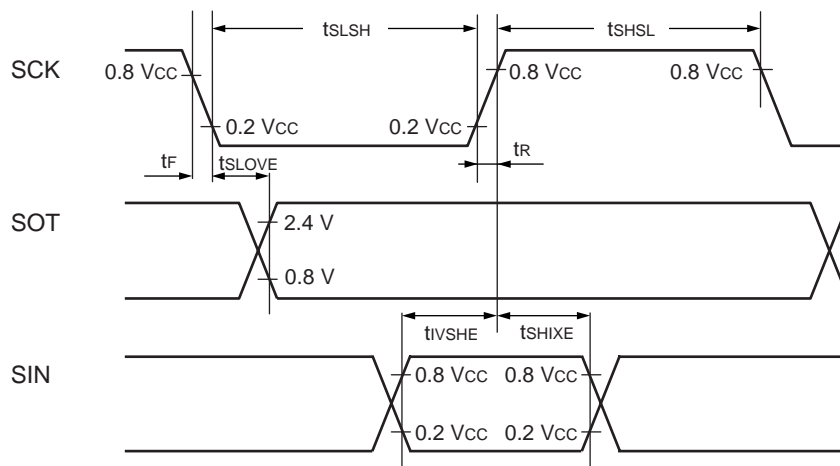 tSLSH tSHSL
SCK
0.8 VCC 0.8 VCC 0.8 VCC
0.2 VCC 0.2 VCC
tF tSLOVE tR
SOT
2.4 V
0.8 V
tIVSHE tSHIXE
SIN
0.8 VCC 0.8 VCC
0.2 VCC 0.2 VCC